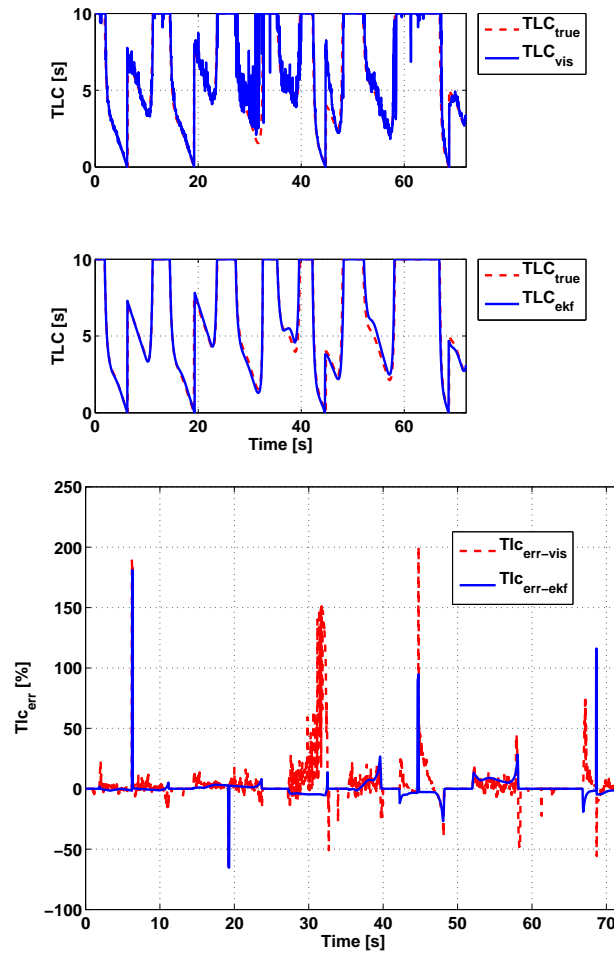 10
5
0
TLC [s]
0
20
40
60
TLC_true
TLC_vis
10
5
0
TLC [s]
0
20
40
60
Time [s]
TLC_true
TLC_ekf
250
200
150
100
50
0
−50
−100
Tlc_err [%]
0
10
20
30
40
50
60
70
Time [s]
Tlc_err−vis
Tlc_err−ekf